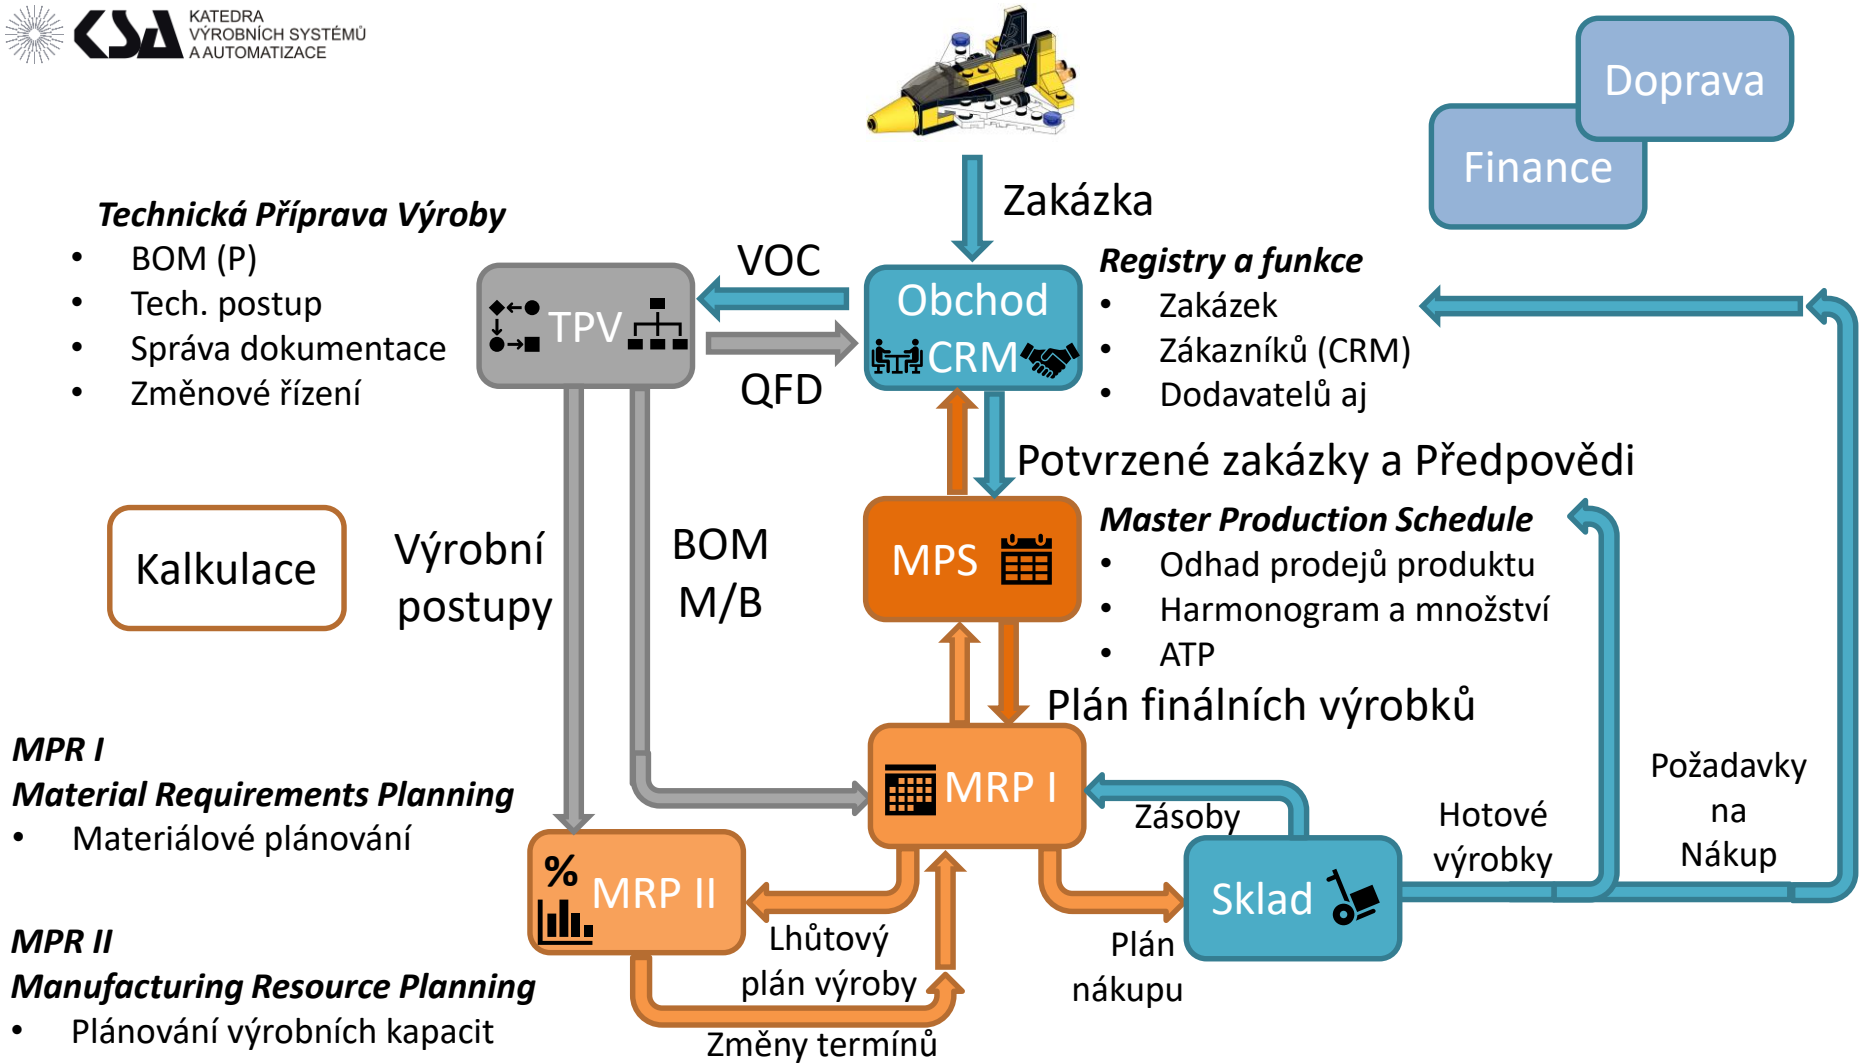 KATEDRA
VÝROBNÍCH SYSTÉMŮ
A AUTOMATIZACE
KSA
Doprava
Finance
Zakázka
Technická Příprava Výroby
• BOM (P)
• Tech. postup
• Správa dokumentace
• Změnové řízení
VOC
TPV
QFD
Obchod
CRM
Registry a funkce
• Zakázek
• Zákazníků (CRM)
• Dodavatelů aj
Potvrzené zakázky a Předpovědi
Kalkulace
Výrobní
postupy
BOM
M/B
MPS
Master Production Schedule
• Odhad prodejů produktu
• Harmonogram a množství
• ATP
Plán finálních výrobků
MPR I
Material Requirements Planning
• Materiálové plánování
MRP I
Zásoby
Hotové
výrobky
Požadavky
na
Nákup
%
MRP II
Sklad
Lhůtový
plán výroby
Plán
nákupu
MPR II
Manufacturing Resource Planning
• Plánování výrobních kapacit
Změny termínů